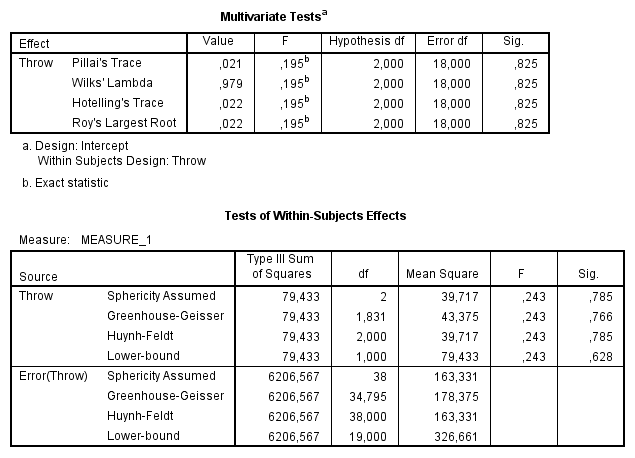 Multivariate Tests^a
Effect Value F Hypothesis df Error df Sig.
Throw Pillai's Trace ,021 ,195^b 2,000 18,000 ,825
Wilks' Lambda ,979 ,195^b 2,000 18,000 ,825
Hotelling's Trace ,022 ,195^b 2,000 18,000 ,825
Roy's Largest Root ,022 ,195^b 2,000 18,000 ,825
a. Design: Intercept
Within Subjects Design: Throw
b. Exact statistic
Tests of Within-Subjects Effects
Measure: MEASURE_1
Source Type III Sum of Squares df Mean Square F Sig.
Throw Sphericity Assumed 79,433 2 39,717 ,243 ,785
Greenhouse-Geisser 79,433 1,831 43,375 ,243 ,766
Huynh-Feldt 79,433 2,000 39,717 ,243 ,785
Lower-bound 79,433 1,000 79,433 ,243 ,628
Error(Throw) Sphericity Assumed 6206,567 38 163,331
Greenhouse-Geisser 6206,567 34,795 178,375
Huynh-Feldt 6206,567 38,000 163,331
Lower-bound 6206,567 19,000 326,661